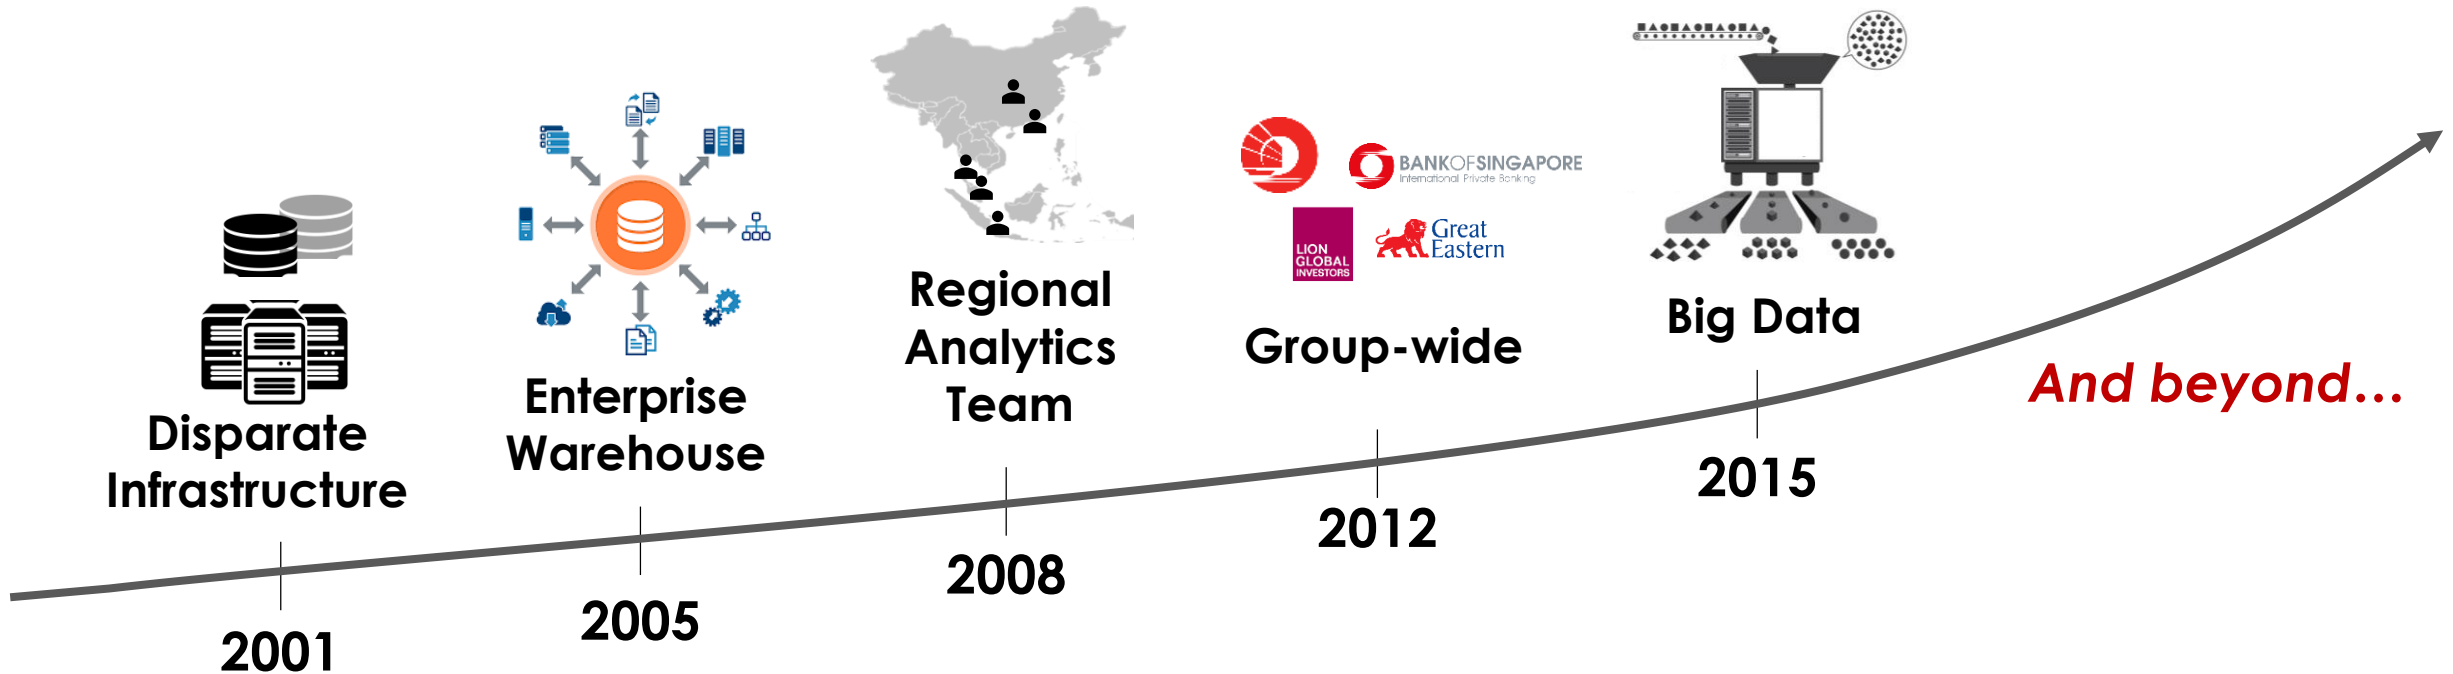 Disparate
Infrastructure
2001
Enterprise
Warehouse
2005
Regional
Analytics
Team
2008
BANKOFSINGAPORE
International Private Banking
LION
GLOBAL
INVESTORS
Great
Eastern
Group-wide
2012
Big Data
2015
And beyond...